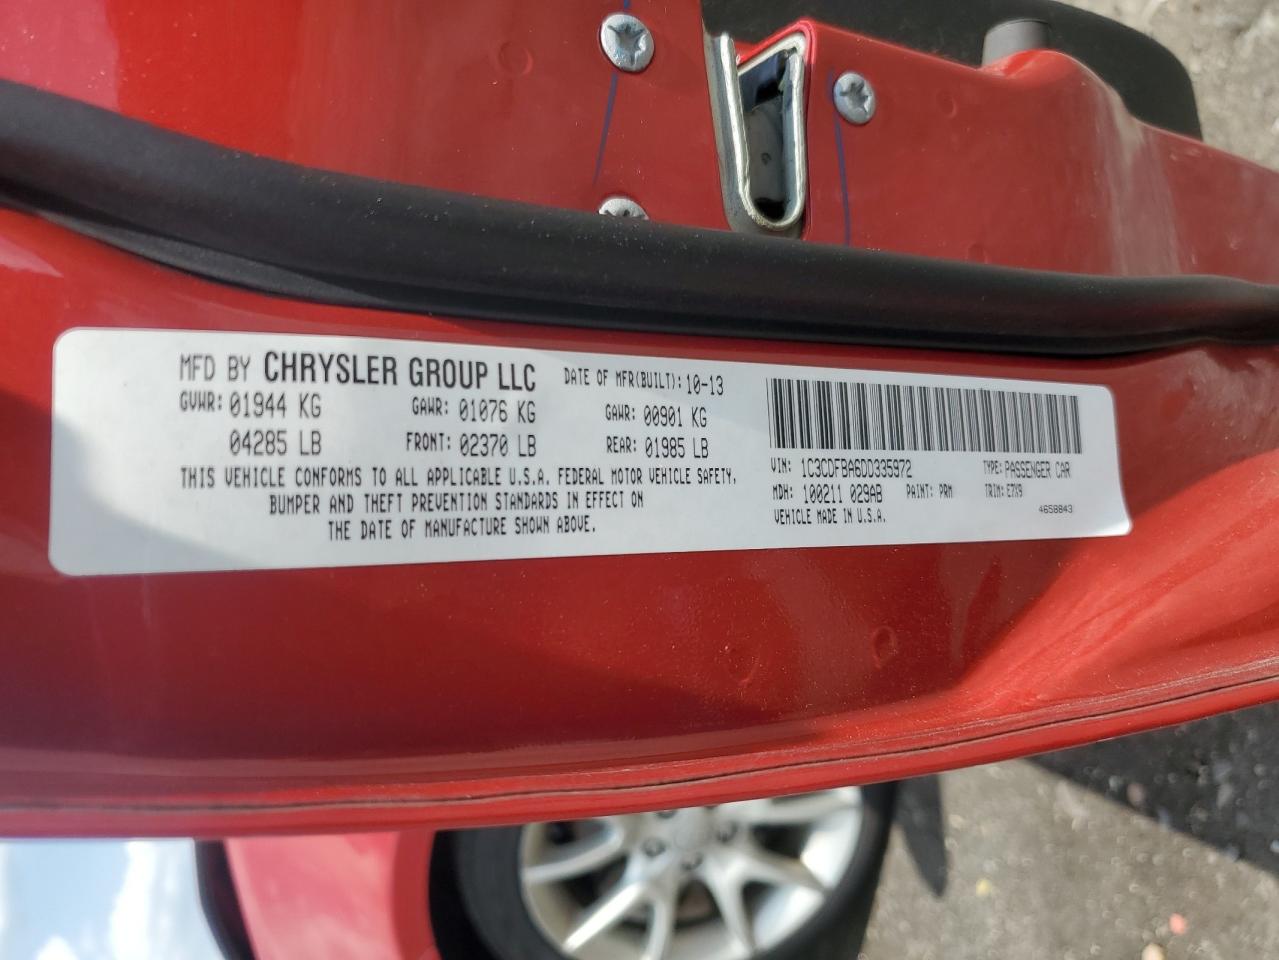 MFD BY CHRYSLER GROUP LLC DATE OF MFR(BUILT): 10-13
GVWR: 01944 KG GAWR: 01076 KG GAWR: 00901 KG
04285 LB FRONT: 02370 LB REAR: 01985 LB
THIS VEHICLE CONFORMS TO ALL APPLICABLE U.S.A. FEDERAL MOTOR VEHICLE SAFETY,
BUMPER AND THEFT PREVENTION STANDARDS IN EFFECT ON
THE DATE OF MANUFACTURE SHOWN ABOVE.
VIN: 1C3CDFBA6DD335972 TYPE: PASSENGER CAR
MDH: 100211 029AB PAINT: PRM TRIM: E7X9
VEHICLE MADE IN U.S.A. 4658843